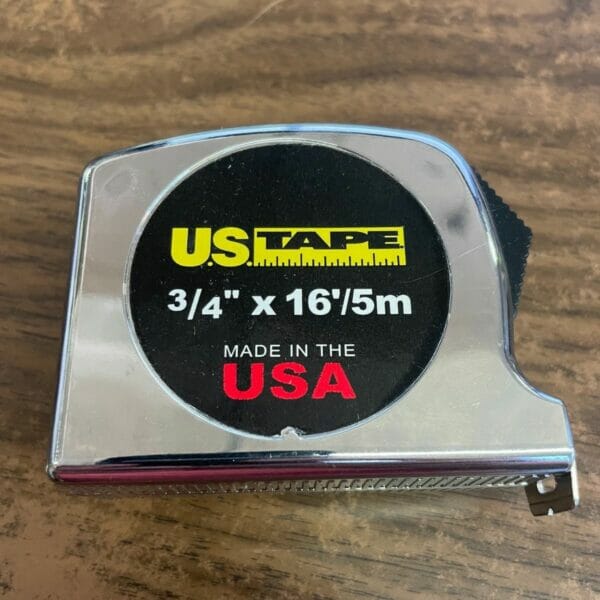 U.S. TAPE
3/4" x 16'/5m
MADE IN THE
USA